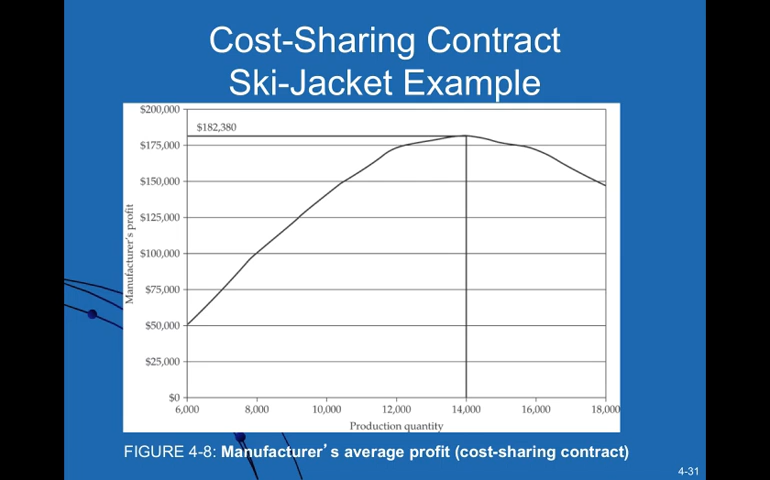 Cost-Sharing Contract
Ski-Jacket Example
$200,000
$182,380
$175,000
$150,000
$125,000
$100,000
$75,000
$50,000
$25,000
$0
Manufacturer's profit
6,000 8,000 10,000 12,000 14,000 16,000 18,000
Production quantity
FIGURE 4-8: Manufacturer's average profit (cost-sharing contract)
4-31